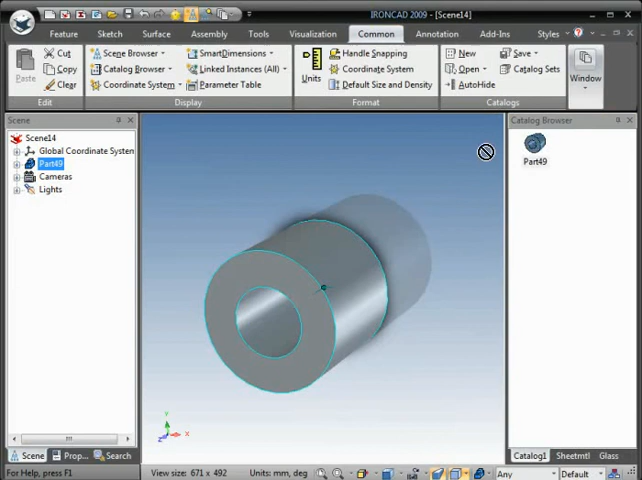 IRONCAD 2009 - [Scene14]
Feature Sketch Surface Assembly Tools Visualization Common Annotation Add-Ins Styles
Paste
Cut
Copy
Clear
Edit
Scene Browser
Catalog Browser
Coordinate System
SmartDimensions
Linked Instances (All)
Parameter Table
Display
Units
Handle Snapping
Coordinate System
Default Size and Density
Format
New
Open
AutoHide
Save
Catalog Sets
Catalogs
Window
Scene
Scene14
Global Coordinate System
Part49
Cameras
Lights
Catalog Browser
Part49
Y
X
Z
Scene Prop... Search
Catalog1 Sheetmtl Glass
For Help, press F1
View size: 671 x 492
Units: mm, deg
Any
Default